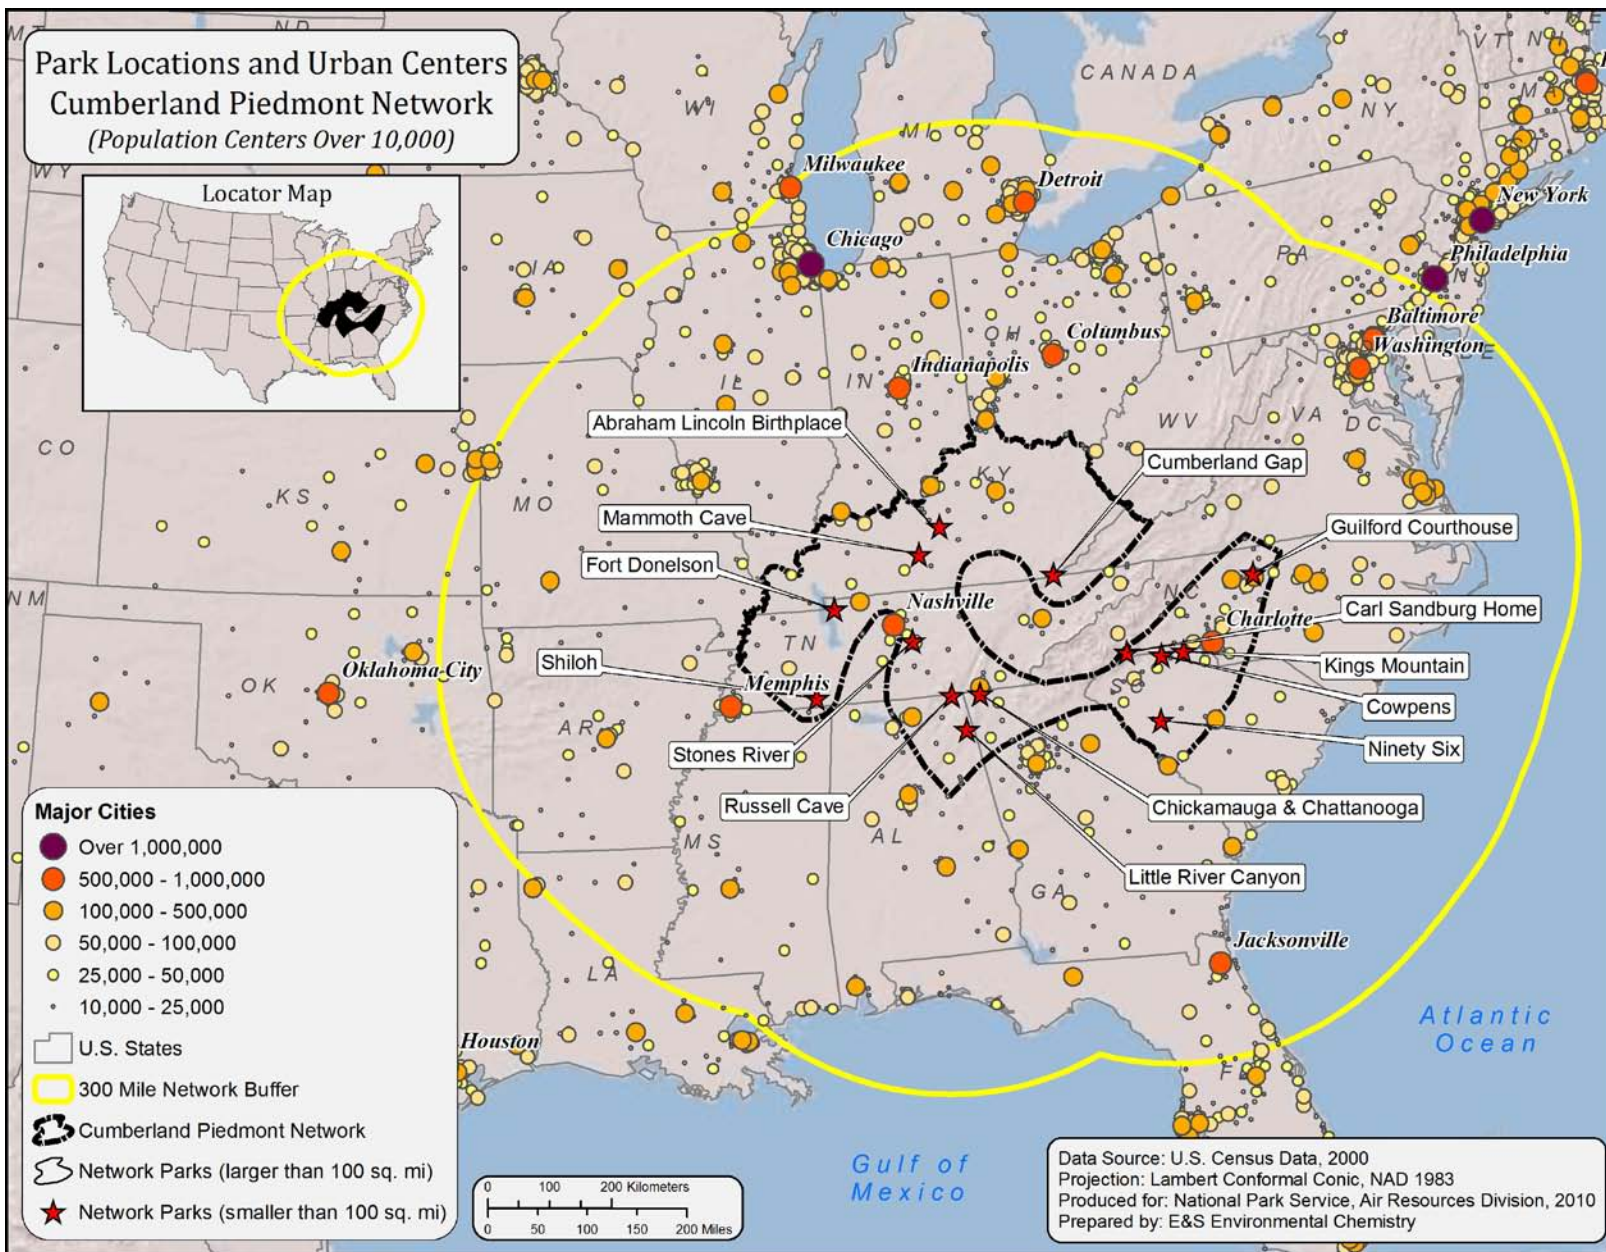 Park Locations and Urban Centers
Cumberland Piedmont Network
(Population Centers Over 10,000)
Locator Map
MT
ND
WY
WI
MI
CANADA
VT
NH
ME
MA
NY
CT
Milwaukee
Detroit
New York
Chicago
Philadelphia
IA
PA
N
Baltimore
Washington
DE
OH
Columbus
Indianapolis
IL
IN
Abraham Lincoln Birthplace
WV
VA
DC
CO
KS
MO
KY
Cumberland Gap
Mammoth Cave
Guilford Courthouse
Fort Donelson
NM
NC
Nashville
Charlotte
Carl Sandburg Home
TN
Shiloh
Oklahoma City
OK
Memphis
Kings Mountain
SC
Cowpens
AR
Ninety Six
Stones River
Russell Cave
Chickamauga & Chattanooga
MS
AL
Little River Canyon
GA
Jacksonville
LA
Houston
FL
Atlantic
Ocean
Gulf of
Mexico
Major Cities
Over 1,000,000
500,000 - 1,000,000
100,000 - 500,000
50,000 - 100,000
25,000 - 50,000
10,000 - 25,000
U.S. States
300 Mile Network Buffer
Cumberland Piedmont Network
Network Parks (larger than 100 sq. mi)
Network Parks (smaller than 100 sq. mi)
0 100 200 Kilometers
0 50 100 150 200 Miles
Data Source: U.S. Census Data, 2000
Projection: Lambert Conformal Conic, NAD 1983
Produced for: National Park Service, Air Resources Division, 2010
Prepared by: E&S Environmental Chemistry